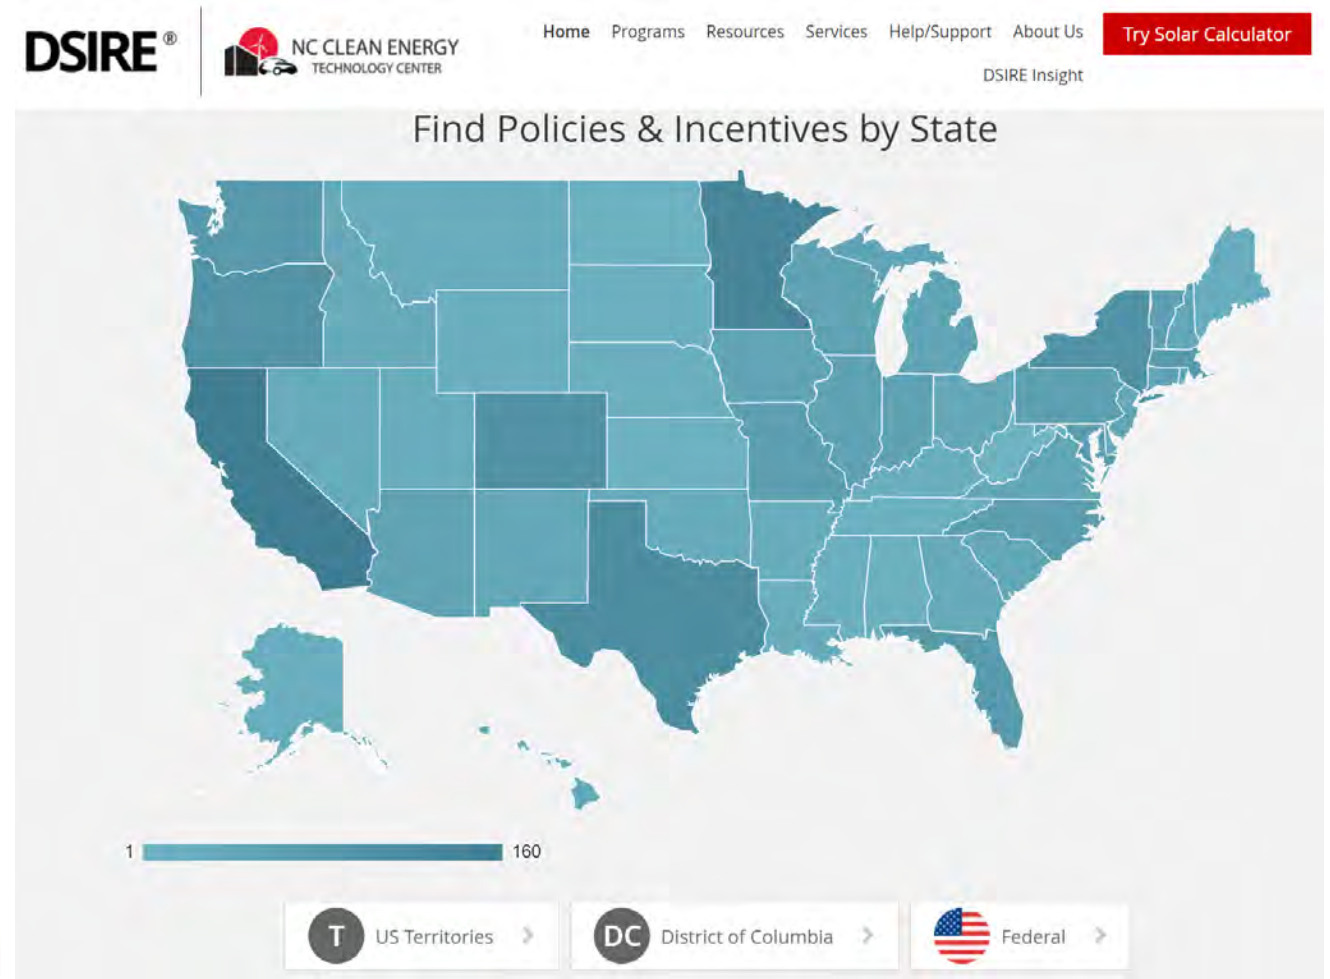 DSIRE®
NC CLEAN ENERGY
TECHNOLOGY CENTER
Home Programs Resources Services Help/Support About Us
DSIRE Insight
Try Solar Calculator
Find Policies & Incentives by State
1 160
T US Territories >
DC District of Columbia >
Federal >